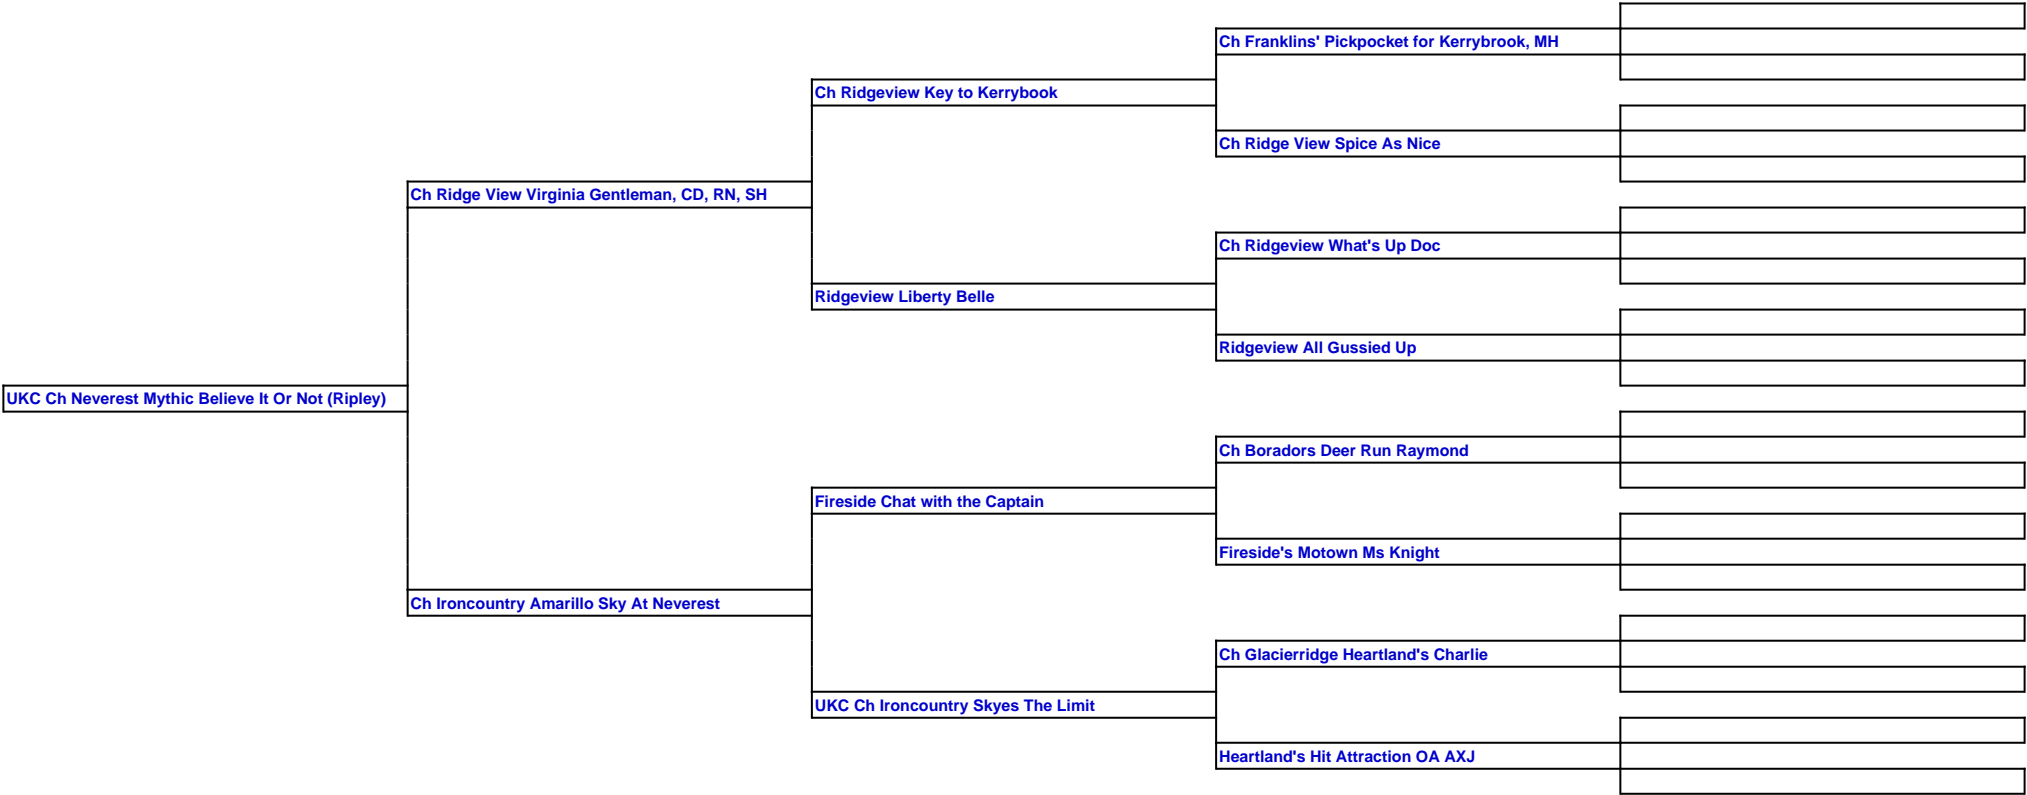 Ch Franklins' Pickpocket for Kerrybrook, MH
Ch Ridgeview Key to Kerrybook
Ch Ridge View Spice As Nice
Ch Ridge View Virginia Gentleman, CD, RN, SH
Ch Ridgeview What's Up Doc
Ridgeview Liberty Belle
Ridgeview All Gussied Up
UKC Ch Neverest Mythic Believe It Or Not (Ripley)
Ch Boradors Deer Run Raymond
Fireside Chat with the Captain
Fireside's Motown Ms Knight
Ch Ironcountry Amarillo Sky At Neverest
Ch Glacierridge Heartland's Charlie
UKC Ch Ironcountry Skyes The Limit
Heartland's Hit Attraction OA AXJ